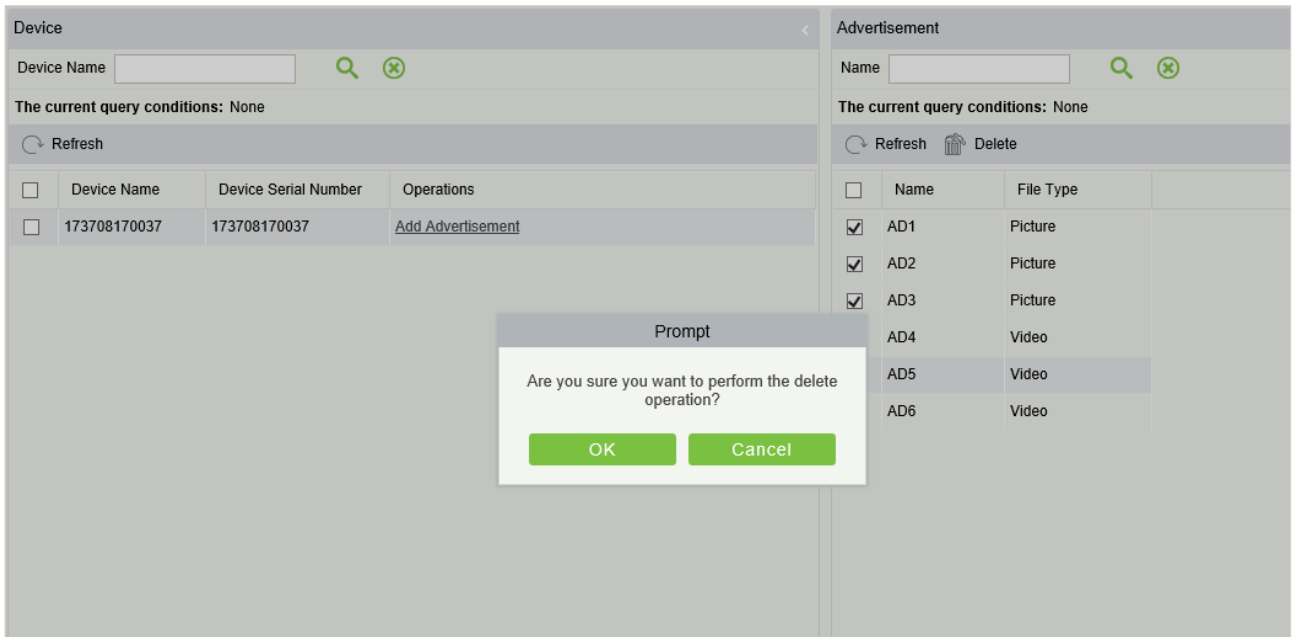 Device
Device Name
The current query conditions: None
Refresh
Device Name Device Serial Number Operations
173708170037 173708170037 Add Advertisement
Advertisement
Name
The current query conditions: None
Refresh Delete
Name File Type
AD1 Picture
AD2 Picture
AD3 Picture
AD4 Video
AD5 Video
AD6 Video
Prompt
Are you sure you want to perform the delete
operation?
OK Cancel